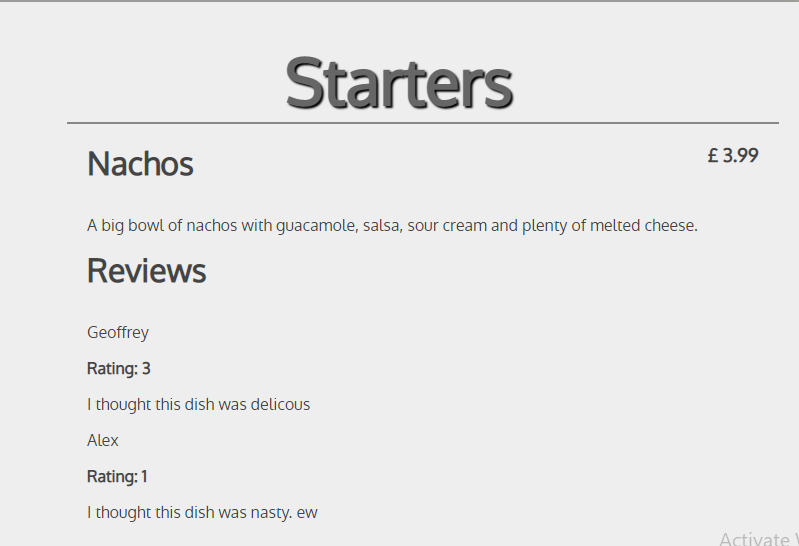 Starters
Nachos
£ 3.99
A big bowl of nachos with guacamole, salsa, sour cream and plenty of melted cheese.
Reviews
Geoffrey
Rating: 3
I thought this dish was delicous
Alex
Rating: 1
I thought this dish was nasty. ew
Activate